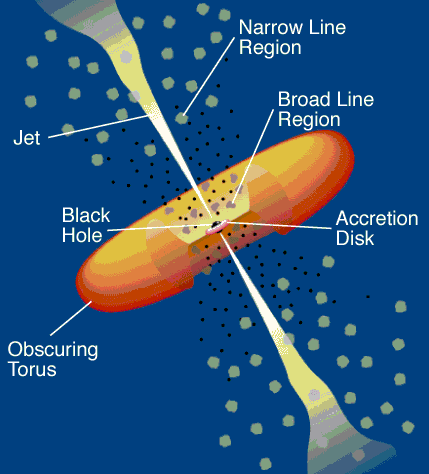 Narrow Line
Region
Broad Line
Region
Jet
Black
Hole
Accretion
Disk
Obscuring
Torus